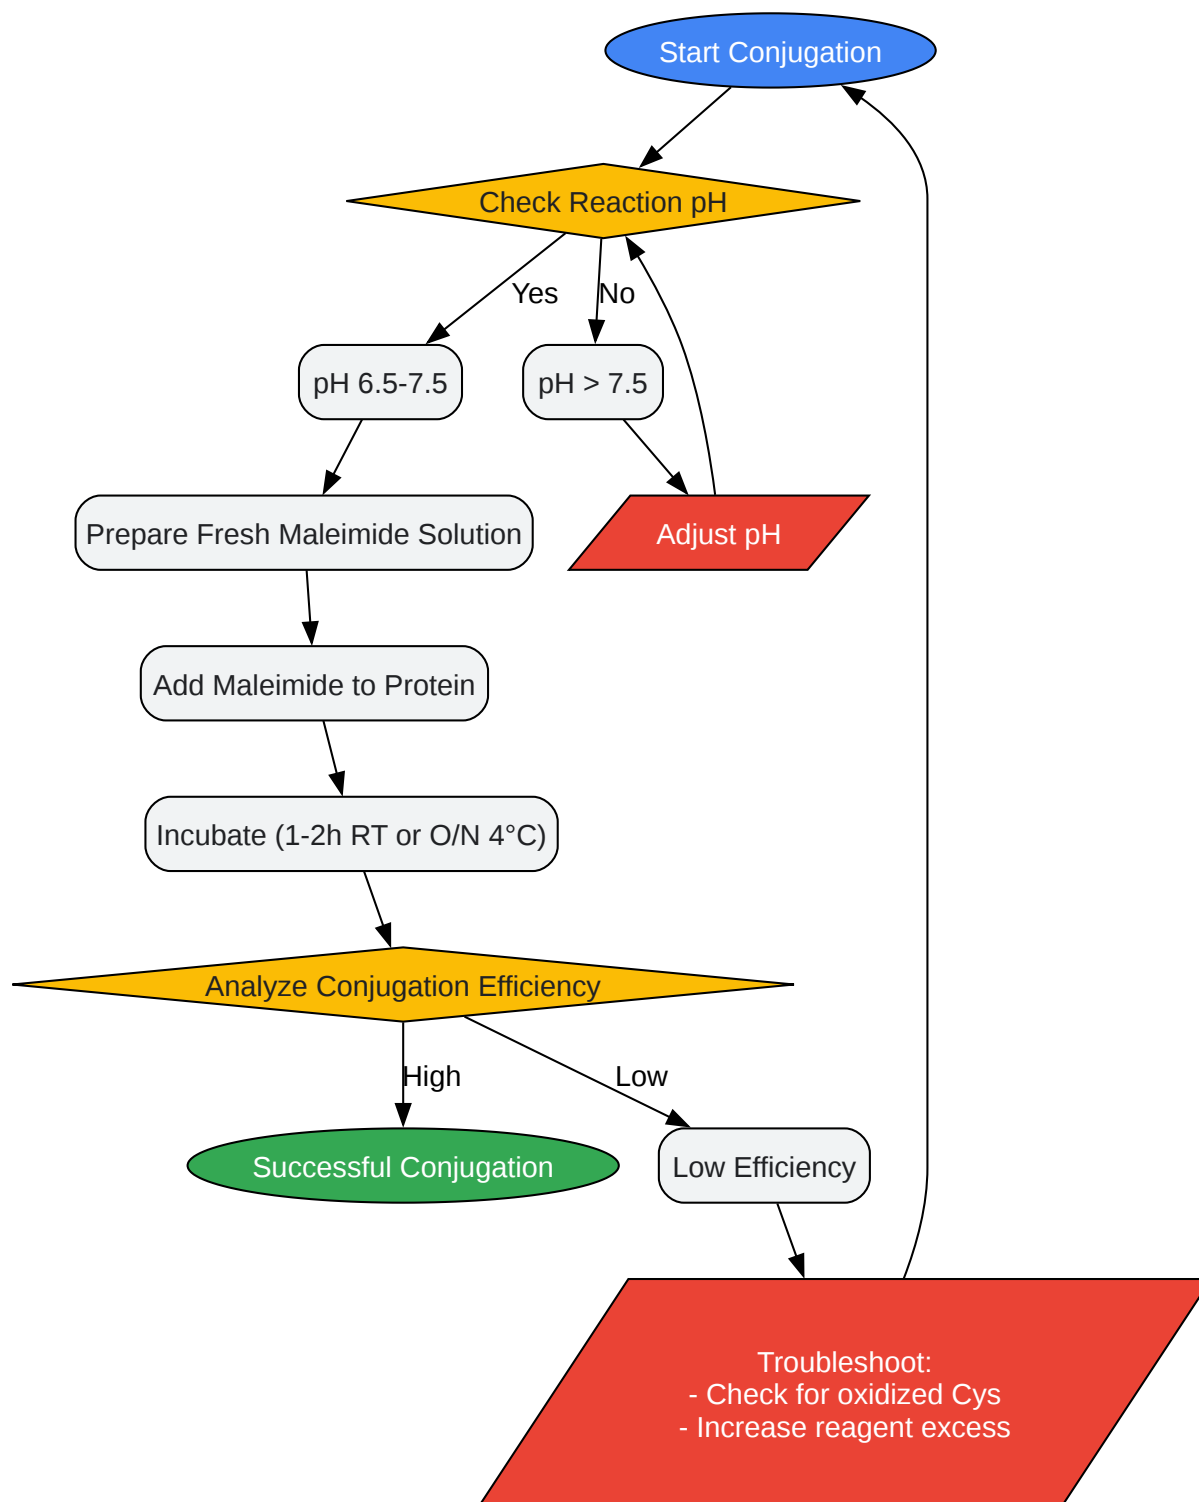 Start Conjugation
Check Reaction pH
Yes
No
pH 6.5-7.5
pH > 7.5
Prepare Fresh Maleimide Solution
Adjust pH
Add Maleimide to Protein
Incubate (1-2h RT or O/N 4°C)
Analyze Conjugation Efficiency
High
Low
Successful Conjugation
Low Efficiency
Troubleshoot:
- Check for oxidized Cys
- Increase reagent excess